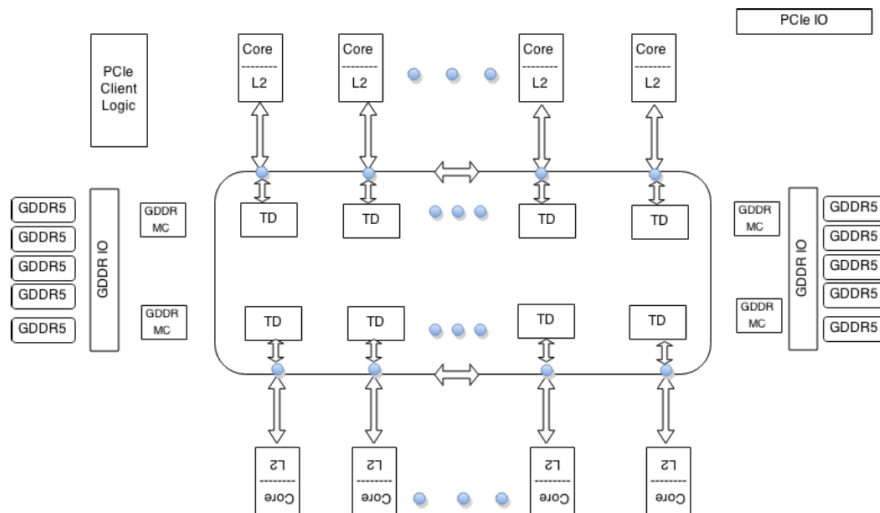 PCIe IO
PCIe
Client
Logic
Core
L2
Core
L2
Core
L2
Core
L2
GDDR5
GDDR5
GDDR5
GDDR5
GDDR5
GDDR IO
GDDR
MC
GDDR
MC
TD
TD
TD
TD
TD
TD
TD
TD
GDDR
MC
GDDR
MC
GDDR IO
GDDR5
GDDR5
GDDR5
GDDR5
GDDR5
L2
Core
L2
Core
L2
Core
L2
Core